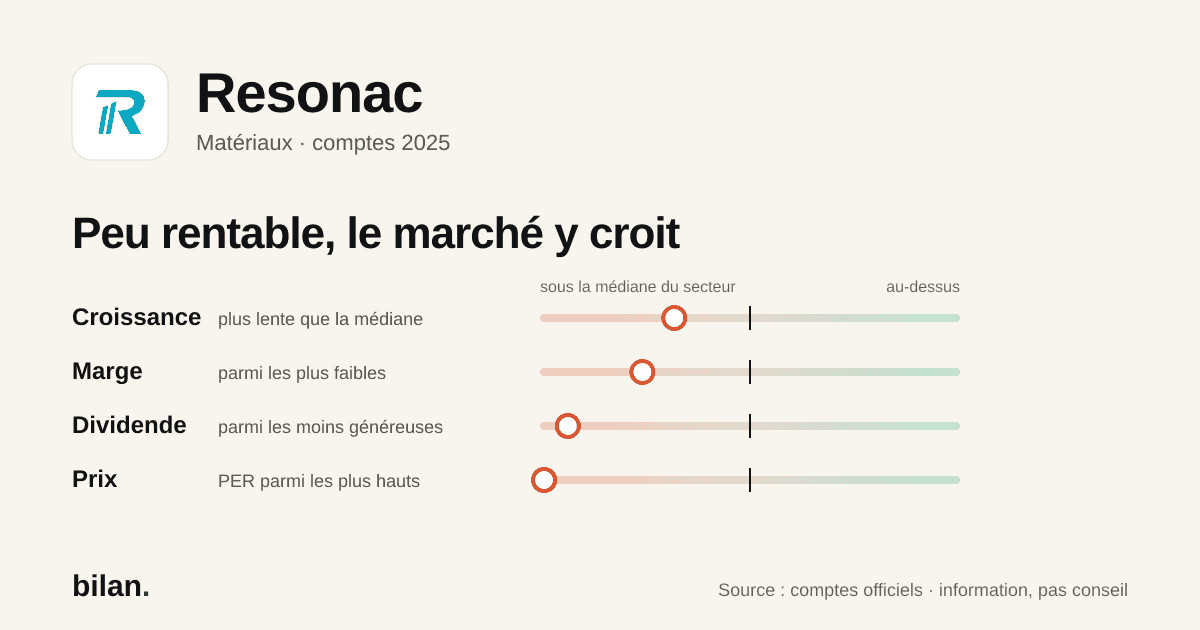 Resonac
Matériaux · comptes 2025
Peu rentable, le marché y croit
sous la médiane du secteur au-dessus
Croissance plus lente que la médiane
Marge parmi les plus faibles
Dividende parmi les moins généreuses
Prix PER parmi les plus hauts
bilan.
Source : comptes officiels · information, pas conseil